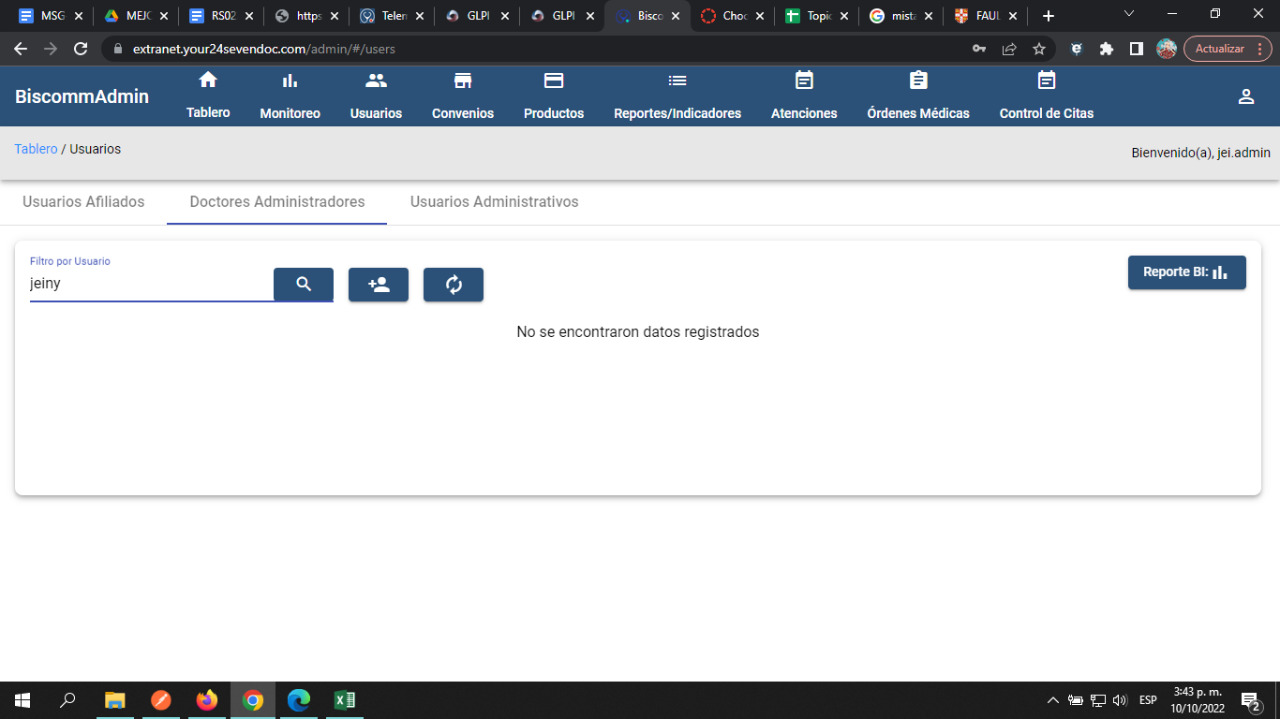 MSG
MEJC
RS02
https
Telem
GLPI
GLPI
Bisco
Choc
Topic
mista
FAUL
extranet.your24sevendoc.com/admin/#/users
Actualizar
BiscommAdmin
Tablero
Monitoreo
Usuarios
Convenios
Productos
Reportes/Indicadores
Atenciones
Órdenes Médicas
Control de Citas
Tablero / Usuarios
Bienvenido(a), jei.admin
Usuarios Afiliados
Doctores Administradores
Usuarios Administrativos
Filtro por Usuario
jeiny
Reporte BI:
No se encontraron datos registrados
ESP
3:43 p. m.
10/10/2022
2